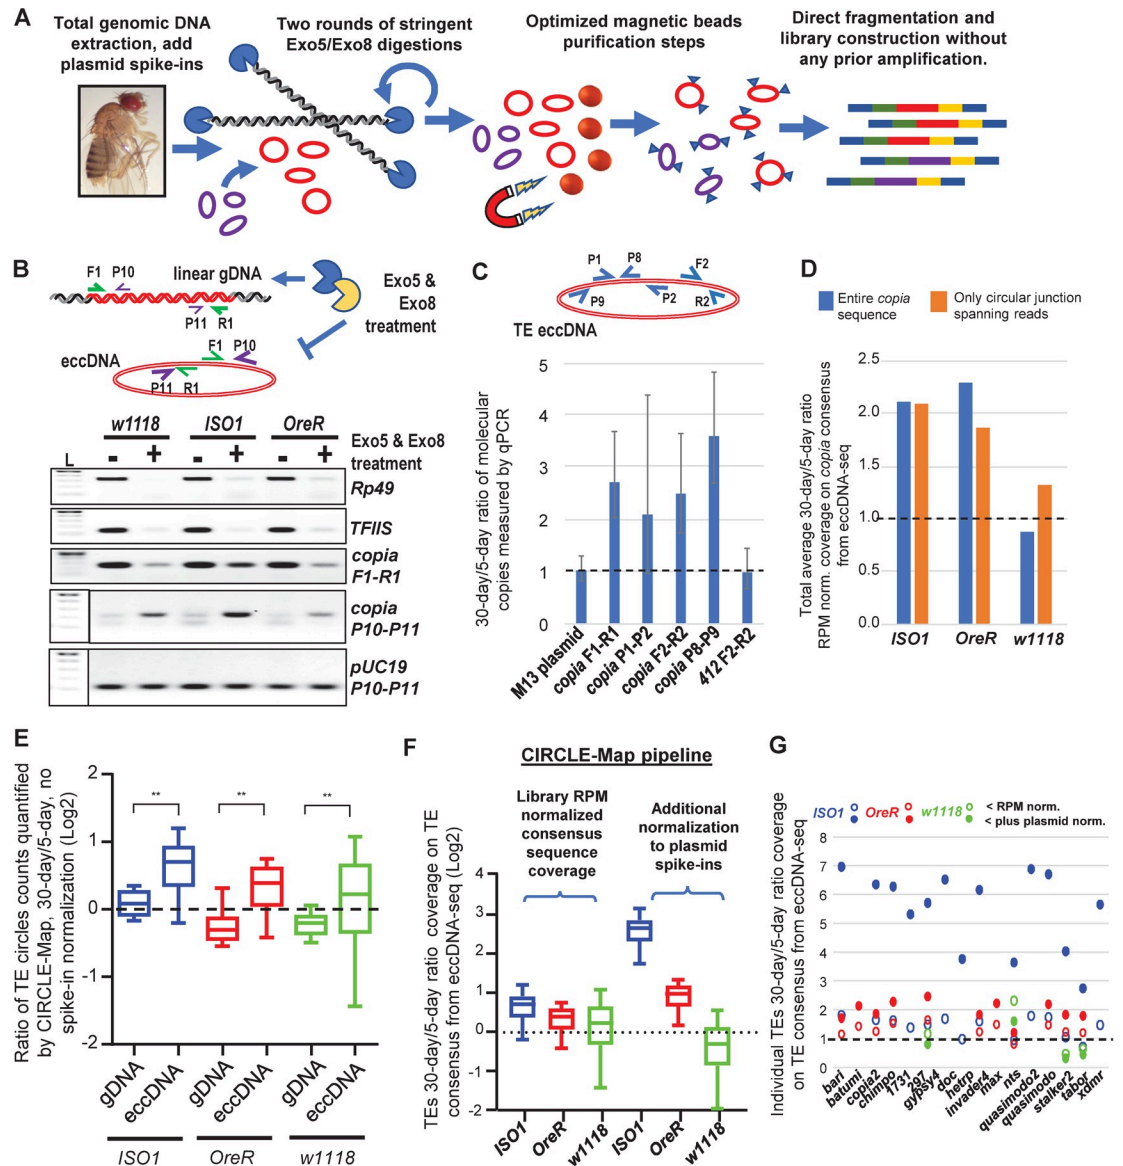 A
Total genomic DNA
extraction, add
plasmid spike-ins
Two rounds of stringent
Exo5/Exo8 digestions
Optimized magnetic beads
purification steps
Direct fragmentation and
library construction without
any prior amplification.
B
F1
P10
linear gDNA
P11
R1
Exo5 &
Exo8
treatment
eccDNA
F1
P10
P11
R1
w1118
ISO1
OreR
Exo5 & Exo8
treatment
L
-
+
-
+
-
+
Rp49
TFIIS
copia
F1-R1
copia
P10-P11
pUC19
P10-P11
C
P1
P8
F2
P9
P2
R2
TE eccDNA
30-day/5-day ratio of molecular
copies measured by qPCR
5
4
3
2
1
0
M13 plasmid
copia F1-R1
copia P1-P2
copia F2-R2
copia P8-P9
412 F2-R2
D
Entire copia
sequence
Only circular junction
spanning reads
Total average 30-day/5-day ratio
RPM norm. coverage on copia consensus
from eccDNA-seq
2.5
2.0
1.5
1.0
0.5
0.0
ISO1
OreR
w1118
E
Ratio of TE circles counts quantified
by CIRCLE-Map, 30-day/5-day, no
spike-in normalization (Log2)
2
1
0
-1
-2
**
**
**
gDNA
eccDNA
gDNA
eccDNA
gDNA
eccDNA
ISO1
OreR
w1118
F
CIRCLE-Map pipeline
Library RPM
normalized
consensus
sequence
coverage
Additional
normalization
to plasmid
spike-ins
TEs 30-day/5-day ratio coverage on TE
consensus from eccDNA-seq (Log2)
4
3
2
1
0
-1
-2
ISO1
OreR
w1118
ISO1
OreR
w1118
G
ISO1
OreR
w1118
< RPM norm.
< plus plasmid norm.
Individual TEs 30-day/5-day ratio coverage
on TE consensus from eccDNA-seq
8
7
6
5
4
3
2
1
0
bari
batumi
copia2
chimpo
1731
297
gypsy4
doc
hetrp
invader4
max
nts
quasimodo2
quasimodo
stalker2
tabor
xdmr